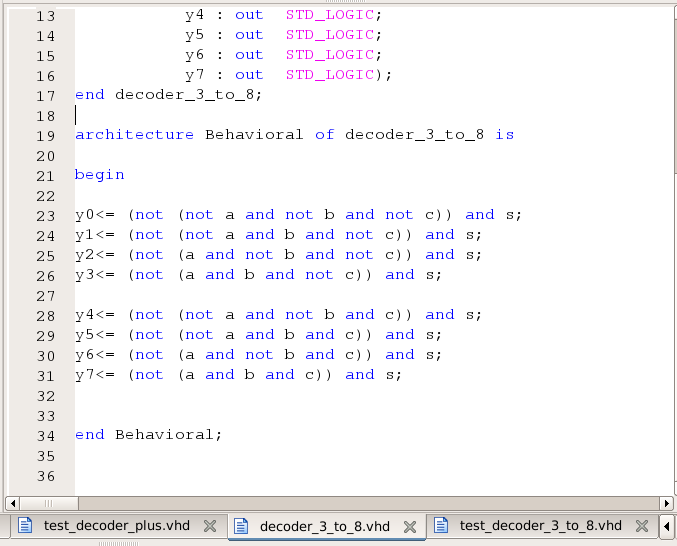 13 y4 : out STD_LOGIC;
14 y5 : out STD_LOGIC;
15 y6 : out STD_LOGIC;
16 y7 : out STD_LOGIC);
17 end decoder_3_to_8;
18
19 architecture Behavioral of decoder_3_to_8 is
20
21 begin
22
23 y0<= (not (not a and not b and not c)) and s;
24 y1<= (not (not a and b and not c)) and s;
25 y2<= (not (a and not b and not c)) and s;
26 y3<= (not (a and b and not c)) and s;
27
28 y4<= (not (not a and not b and c)) and s;
29 y5<= (not (not a and b and c)) and s;
30 y6<= (not (a and not b and c)) and s;
31 y7<= (not (a and b and c)) and s;
32
33
34 end Behavioral;
35
36
test_decoder_plus.vhd decoder_3_to_8.vhd test_decoder_3_to_8.vhd